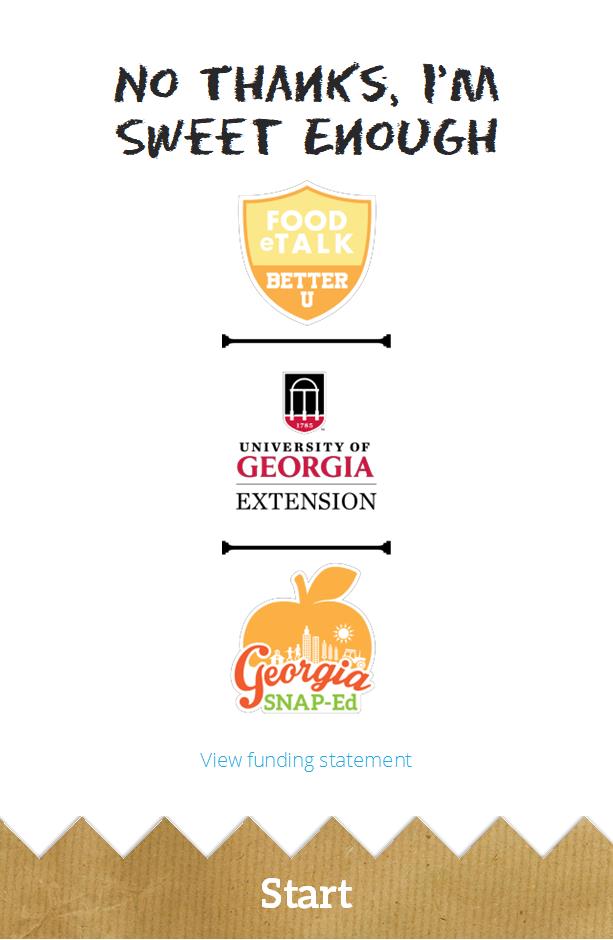 NO THANKS, I'M
SWEET ENOUGH
FOOD
eTALK
BETTER
U
1785
UNIVERSITY OF
GEORGIA
EXTENSION
Georgia
SNAP-Ed
View funding statement
Start